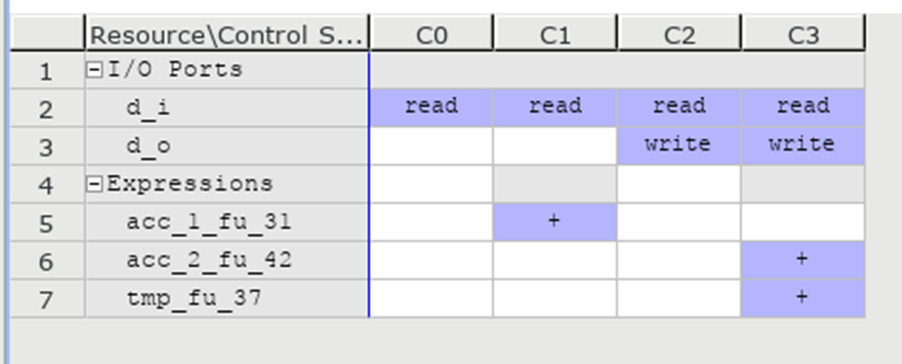 Resource\Control S... C0 C1 C2 C3
1 I/O Ports
2 d_i read read read read
3 d_o write write
4 Expressions
5 acc_1_fu_31 +
6 acc_2_fu_42 +
7 tmp_fu_37 +